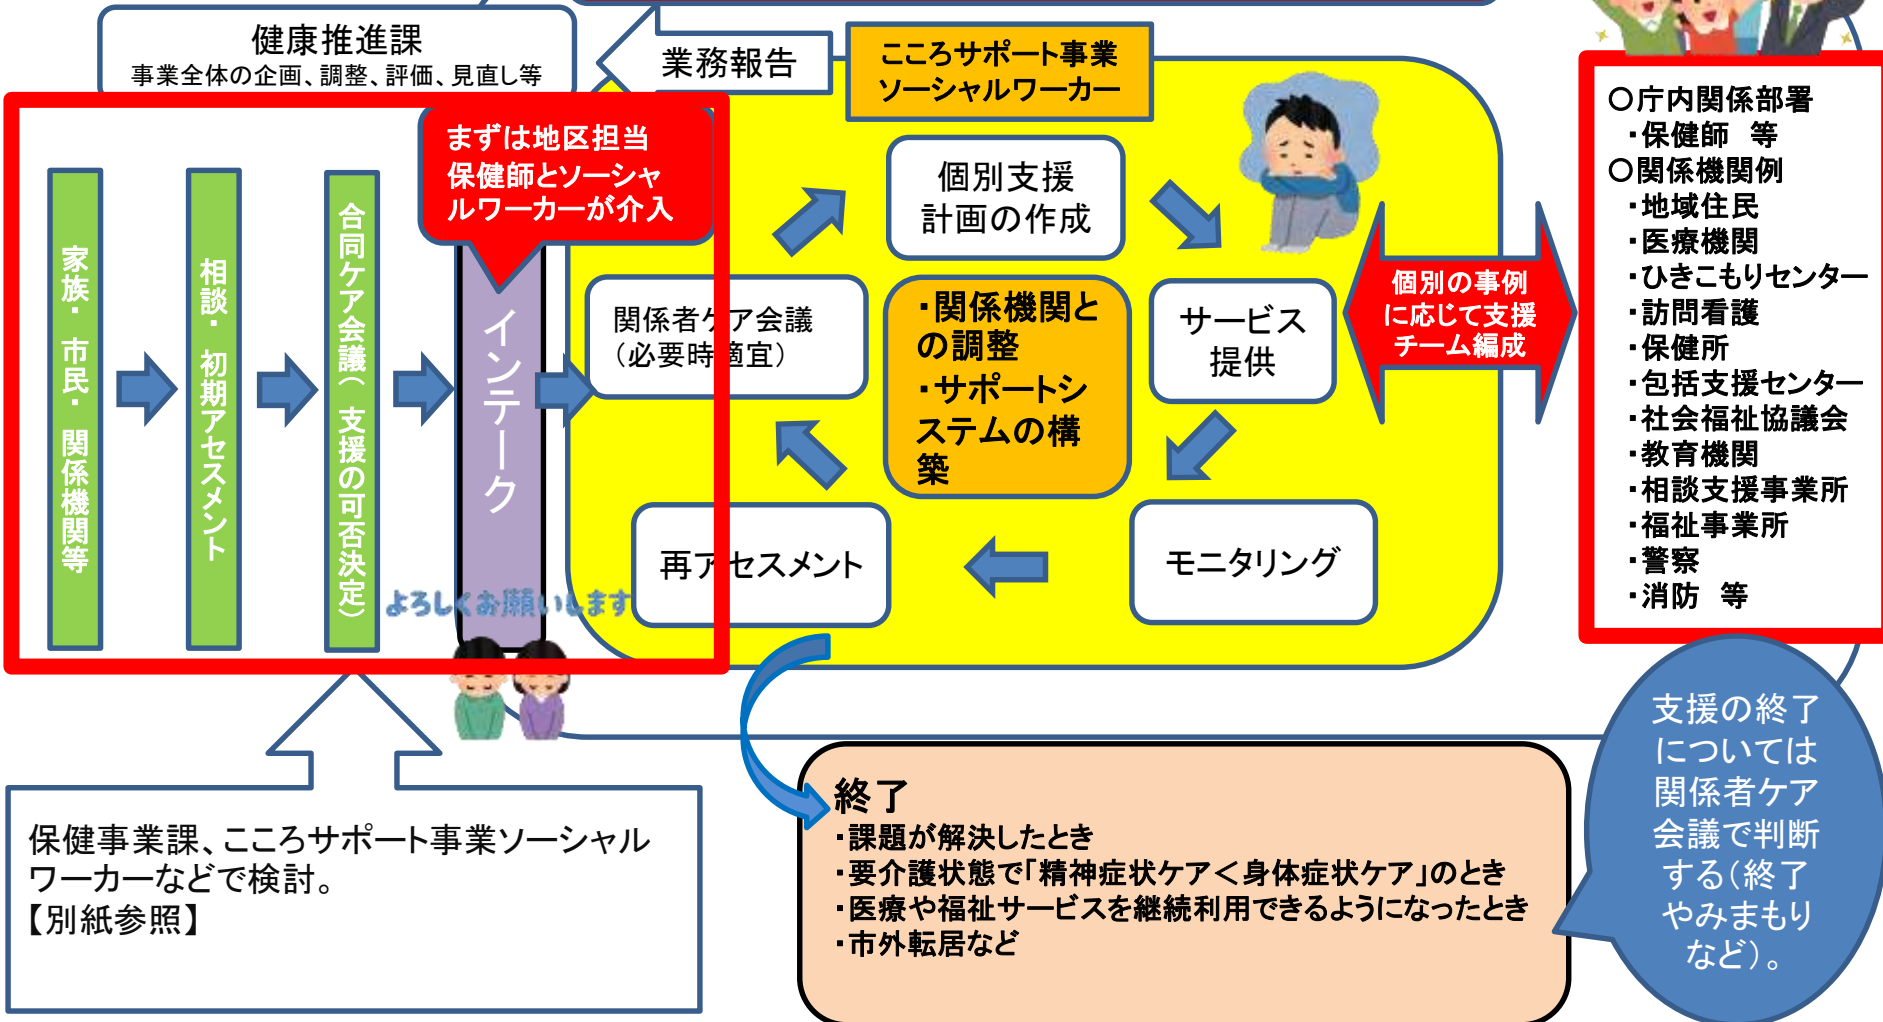 健康推進課
事業全体の企画、調整、評価、見直し等
業務報告
こころサポート事業
ソーシャルワーカー
まずは地区担当
保健師とソーシャ
ルワーカーが介入
家族・市民・関係機関等
相談・初期アセスメント
合同ケア会議(支援の可否決定)
インテーク
よろしくお願いします
関係者ケア会議
(必要時適宜)
個別支援
計画の作成
サービス
提供
モニタリング
再アセスメント
・関係機関と
の調整
・サポートシ
ステムの構
築
個別の事例
に応じて支援
チーム編成
○庁内関係部署
・保健師 等
○関係機関例
・地域住民
・医療機関
・ひきこもりセンター
・訪問看護
・保健所
・包括支援センター
・社会福祉協議会
・教育機関
・相談支援事業所
・福祉事業所
・警察
・消防 等
保健事業課、こころサポート事業ソーシャル
ワーカーなどで検討。
【別紙参照】
終了
・課題が解決したとき
・要介護状態で「精神症状ケア<身体症状ケア」のとき
・医療や福祉サービスを継続利用できるようになったとき
・市外転居など
支援の終了
については
関係者ケア
会議で判断
する(終了
やみまもり
など)。